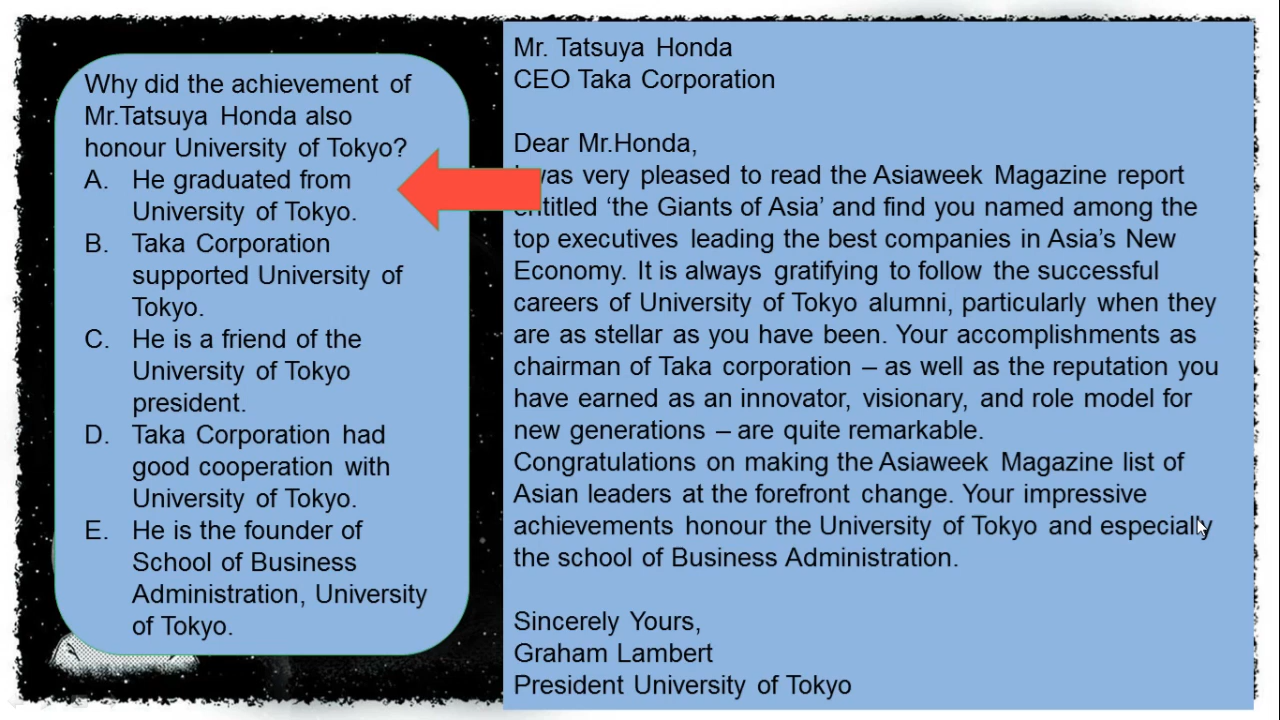 Why did the achievement of
Mr.Tatsuya Honda also
honour University of Tokyo?
A. He graduated from
University of Tokyo.
B. Taka Corporation
supported University of
Tokyo.
C. He is a friend of the
University of Tokyo
president.
D. Taka Corporation had
good cooperation with
University of Tokyo.
E. He is the founder of
School of Business
Administration, University
of Tokyo.
Mr. Tatsuya Honda
CEO Taka Corporation
Dear Mr.Honda,
was very pleased to read the Asiaweek Magazine report
entitled ‘the Giants of Asia’ and find you named among the
top executives leading the best companies in Asia’s New
Economy. It is always gratifying to follow the successful
careers of University of Tokyo alumni, particularly when they
are as stellar as you have been. Your accomplishments as
chairman of Taka corporation – as well as the reputation you
have earned as an innovator, visionary, and role model for
new generations – are quite remarkable.
Congratulations on making the Asiaweek Magazine list of
Asian leaders at the forefront change. Your impressive
achievements honour the University of Tokyo and especially
the school of Business Administration.
Sincerely Yours,
Graham Lambert
President University of Tokyo